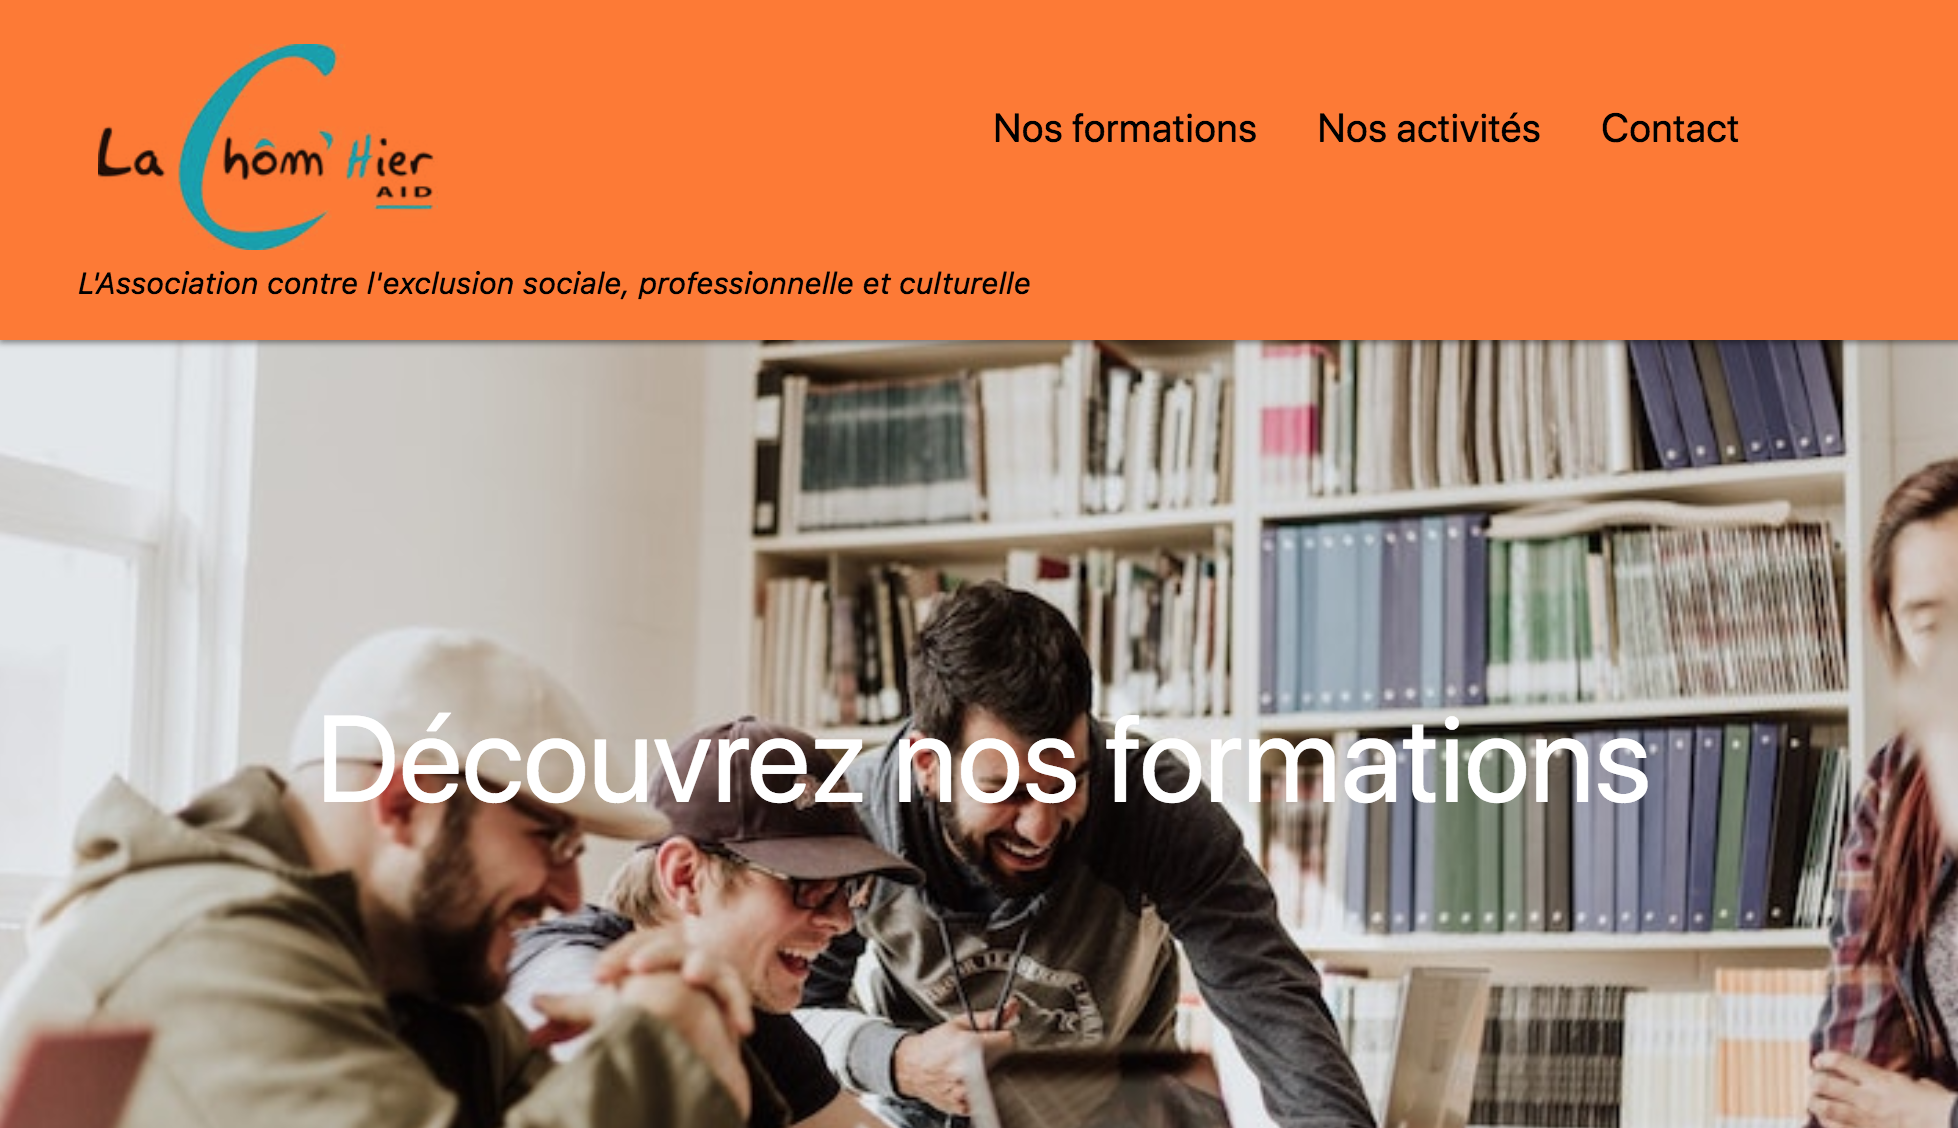 La Chôm'Hier
AID
Nos formations Nos activités Contact
L'Association contre l'exclusion sociale, professionnelle et culturelle
Découvrez nos formations